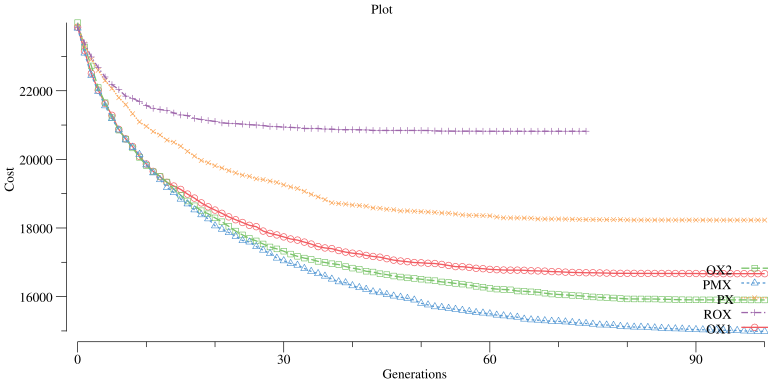 Plot
22000
20000
18000
16000
Cost
OX2
PMX
PX
ROX
OX1
0
30
60
90
Generations